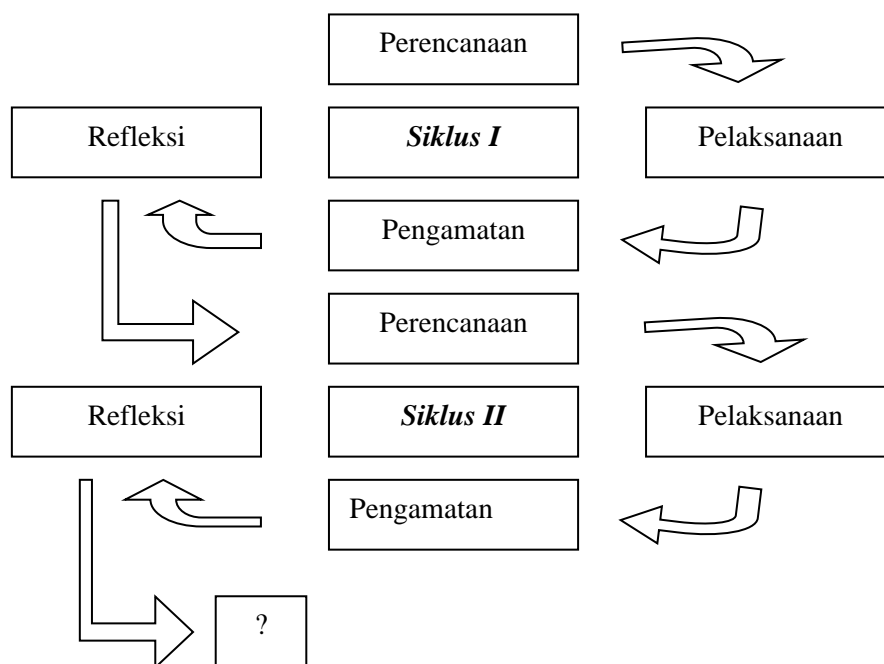 Perencanaan
Refleksi
Siklus I
Pelaksanaan
Pengamatan
Perencanaan
Refleksi
Siklus II
Pelaksanaan
Pengamatan
?